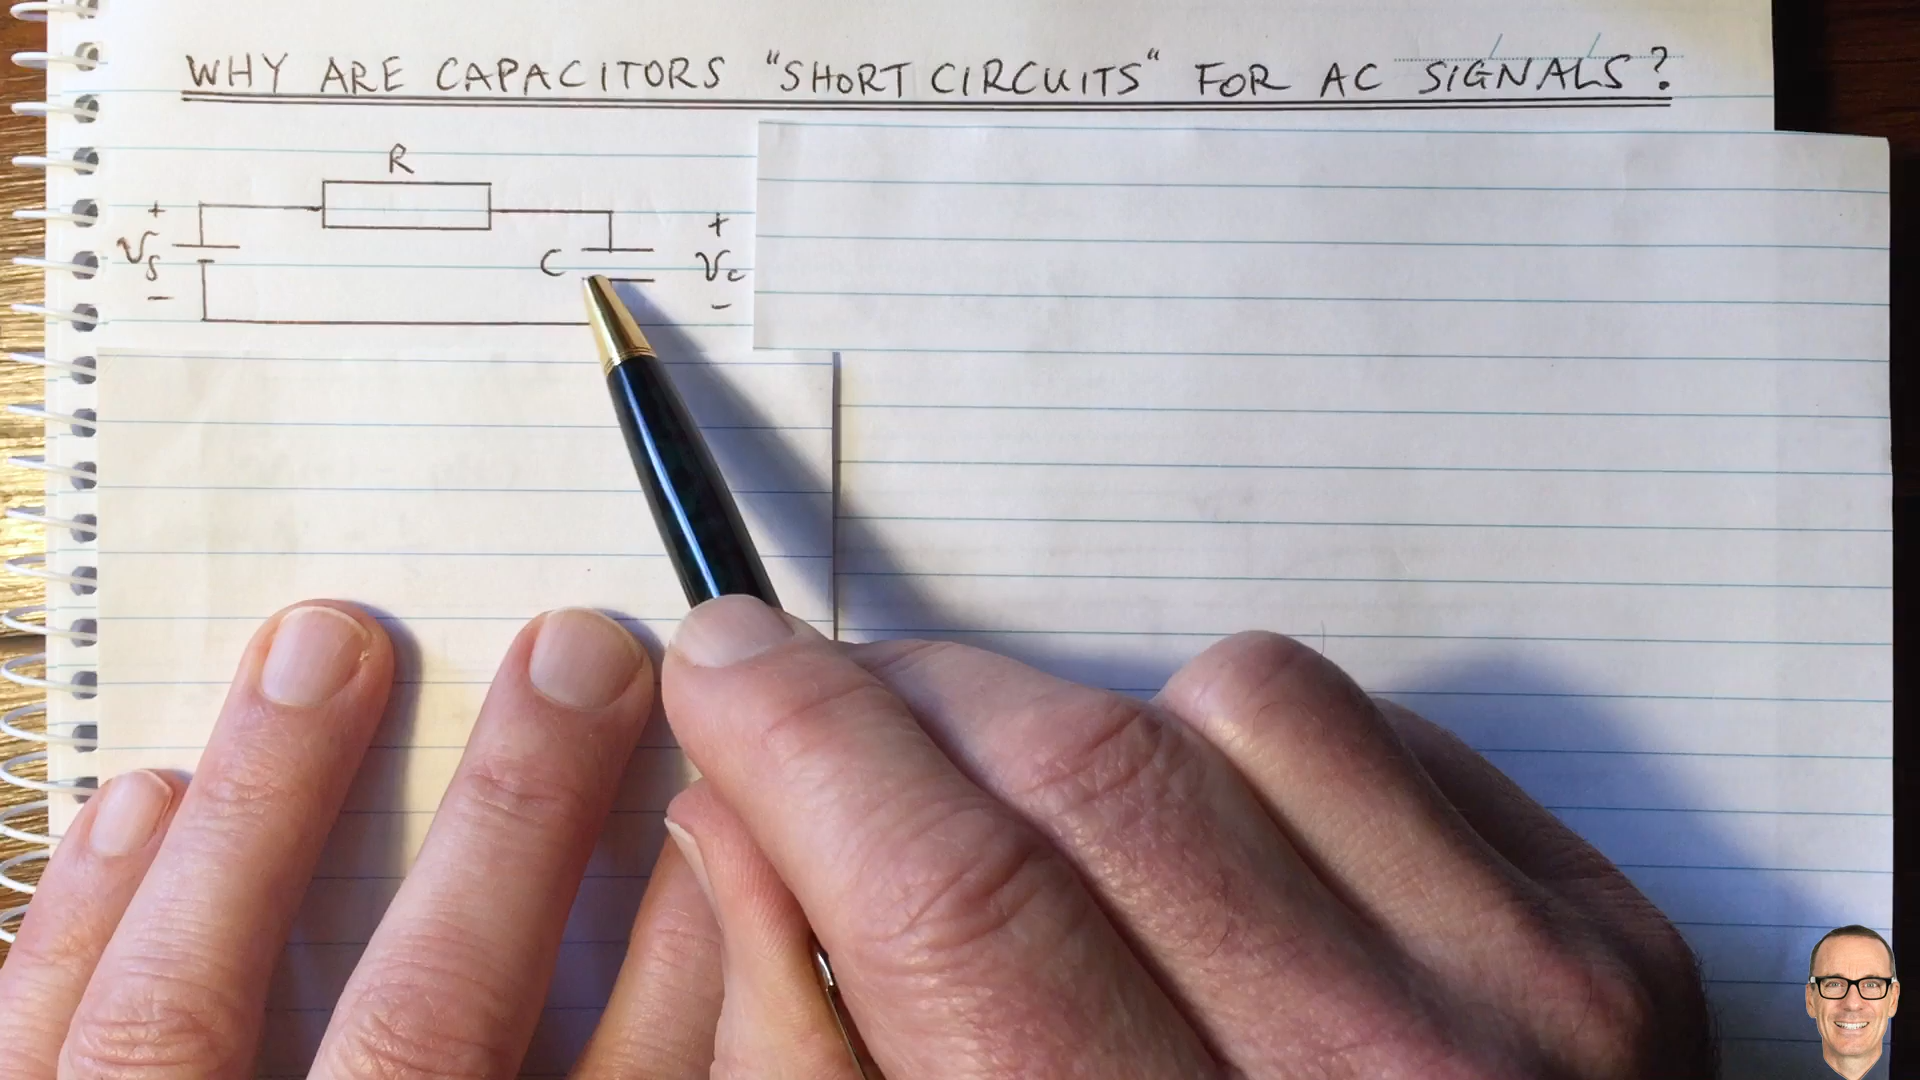 WHY ARE CAPACITORS "SHORT CIRCUITS" FOR AC SIGNALS?
R
+
+
Vs
C
Vc
-
-